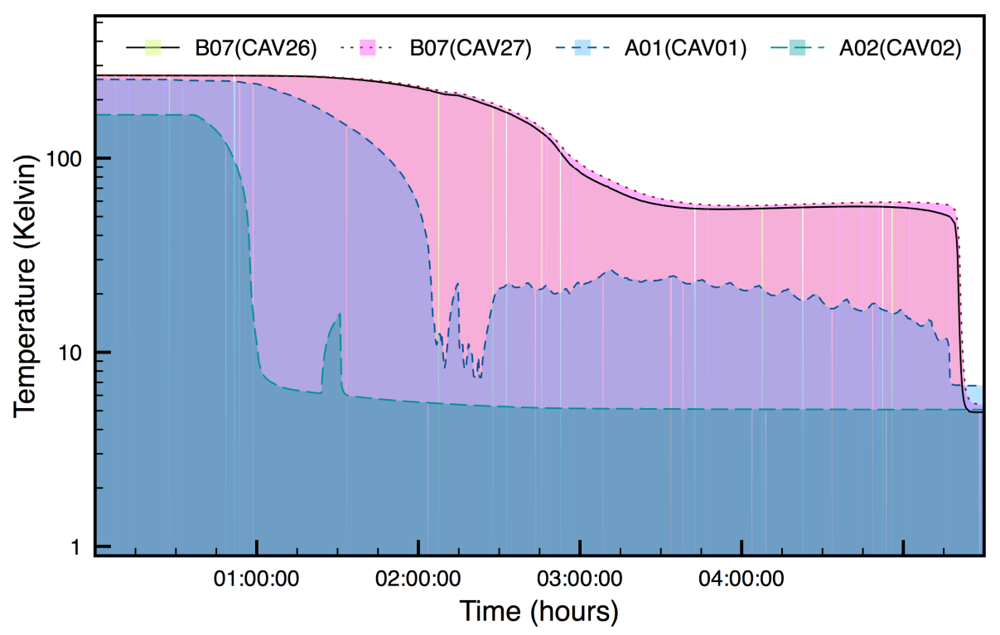 B07(CAV26) B07(CAV27) A01(CAV01) A02(CAV02)
Temperature (Kelvin)
100
10
1
01:00:00 02:00:00 03:00:00 04:00:00
Time (hours)